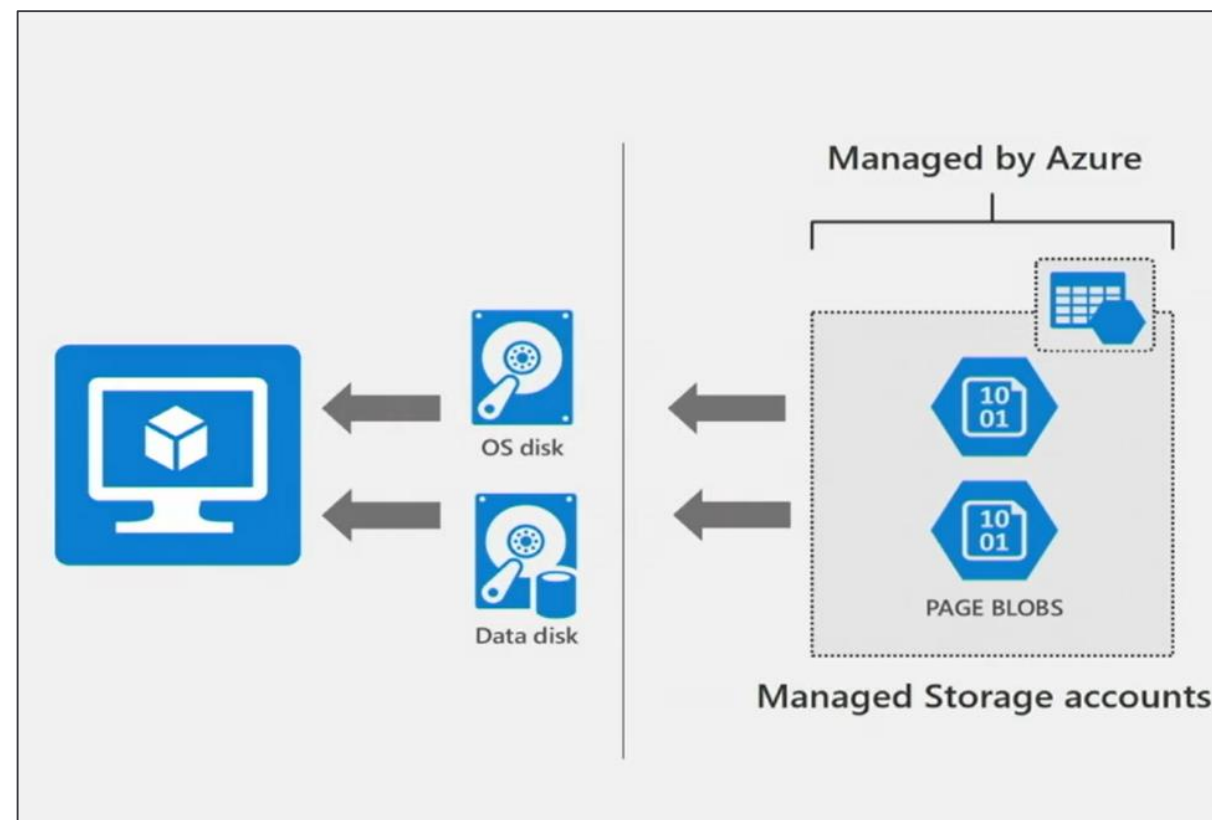 Managed by Azure
10
01
OS disk
10
01
PAGE BLOBS
Data disk
Managed Storage accounts